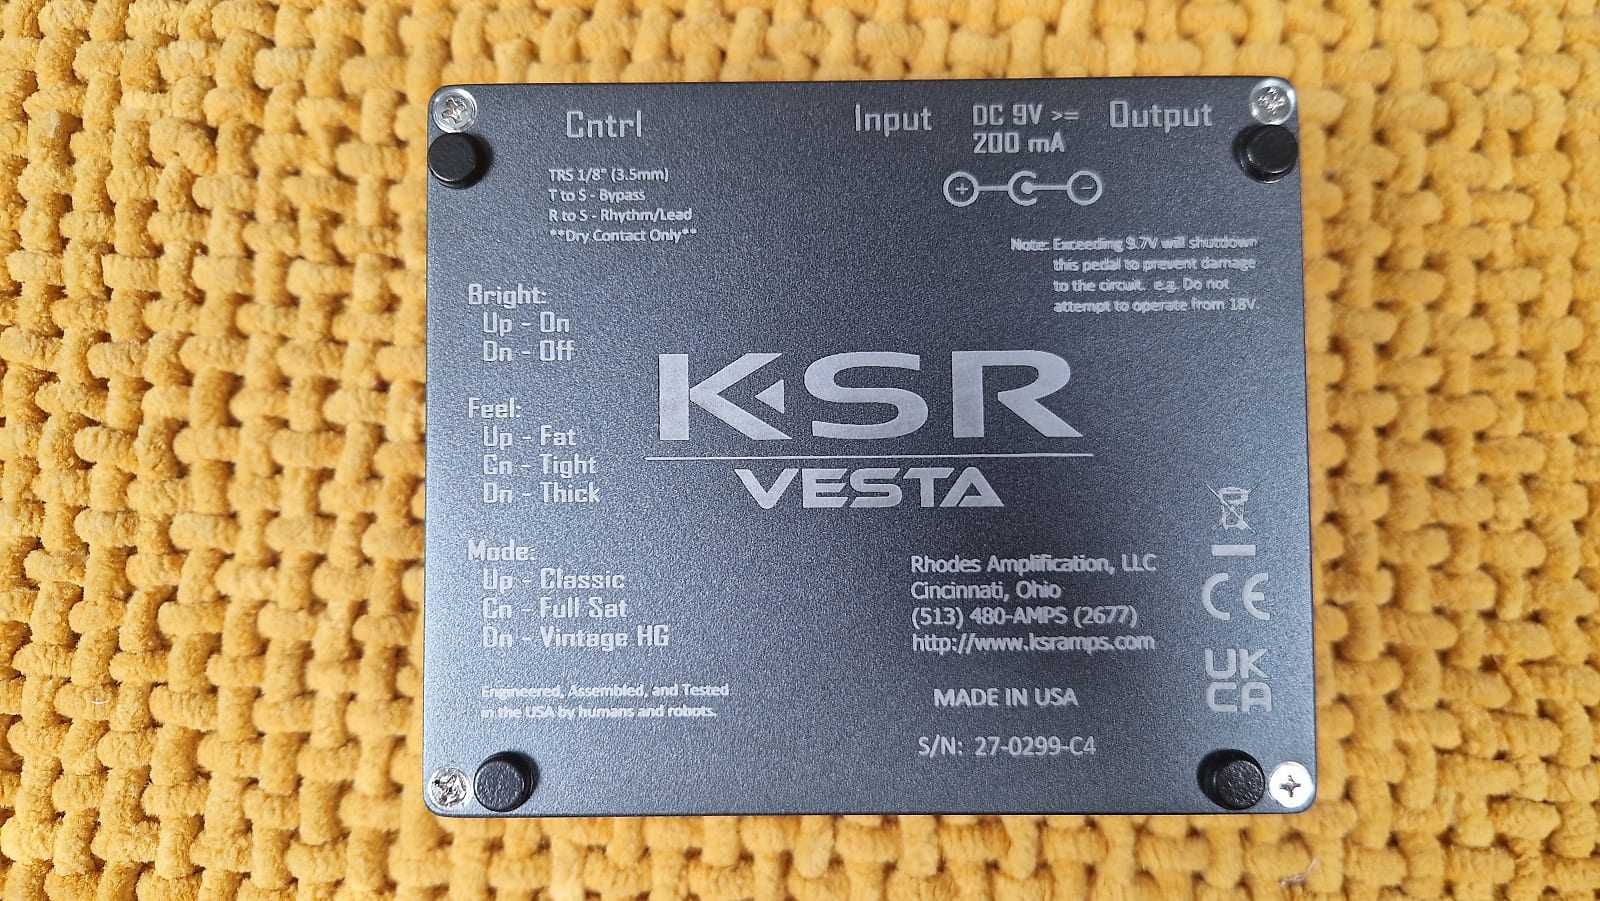 Cntrl
TRS 1/8" (3.5mm)
T to S - Bypass
R to S - Rhythm/Lead
**Dry Contact Only**
Input
DC 9V >=
200 mA
Output
+ -
Note: Exceeding 9.7V will shutdown
this pedal to prevent damage
to the circuit. e.g. Do not
attempt to operate from 18V.
Bright:
Up - On
Dn - Off
Feel:
Up - Fat
Cn - Tight
Dn - Thick
Mode:
Up - Classic
Cn - Full Sat
Dn - Vintage HG
Engineered, Assembled, and Tested
in the USA by humans and robots.
KSR
VESTA
Rhodes Amplification, LLC
Cincinnati, Ohio
(513) 480-AMPS (2677)
http://www.ksramps.com
MADE IN USA
S/N: 27-0299-C4
CE
UK
CA